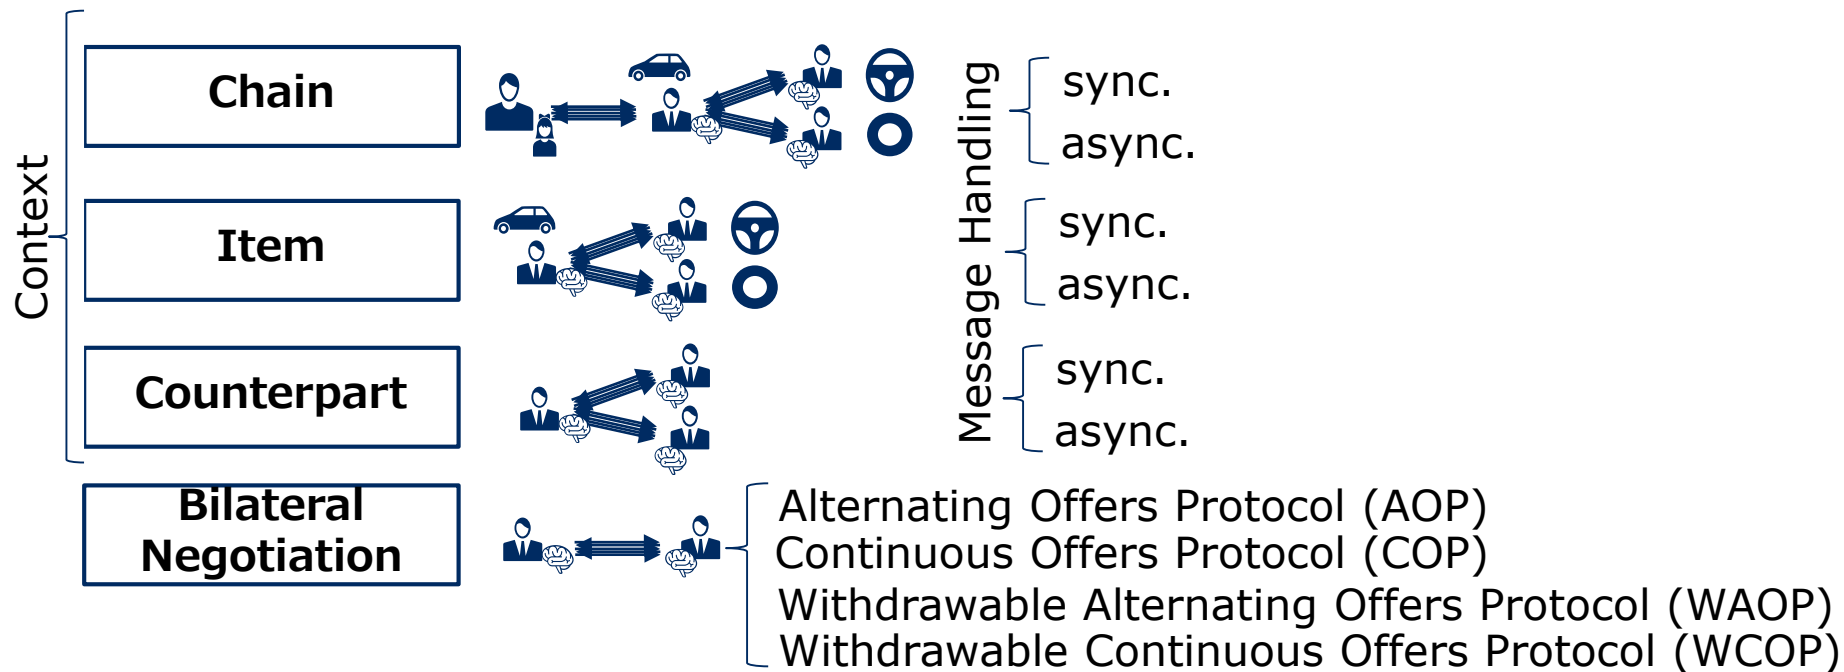 Context
Chain
Item
Counterpart
Bilateral
Negotiation
Message Handling
sync.
async.
sync.
async.
sync.
async.
Alternating Offers Protocol (AOP)
Continuous Offers Protocol (COP)
Withdrawable Alternating Offers Protocol (WAOP)
Withdrawable Continuous Offers Protocol (WCOP)